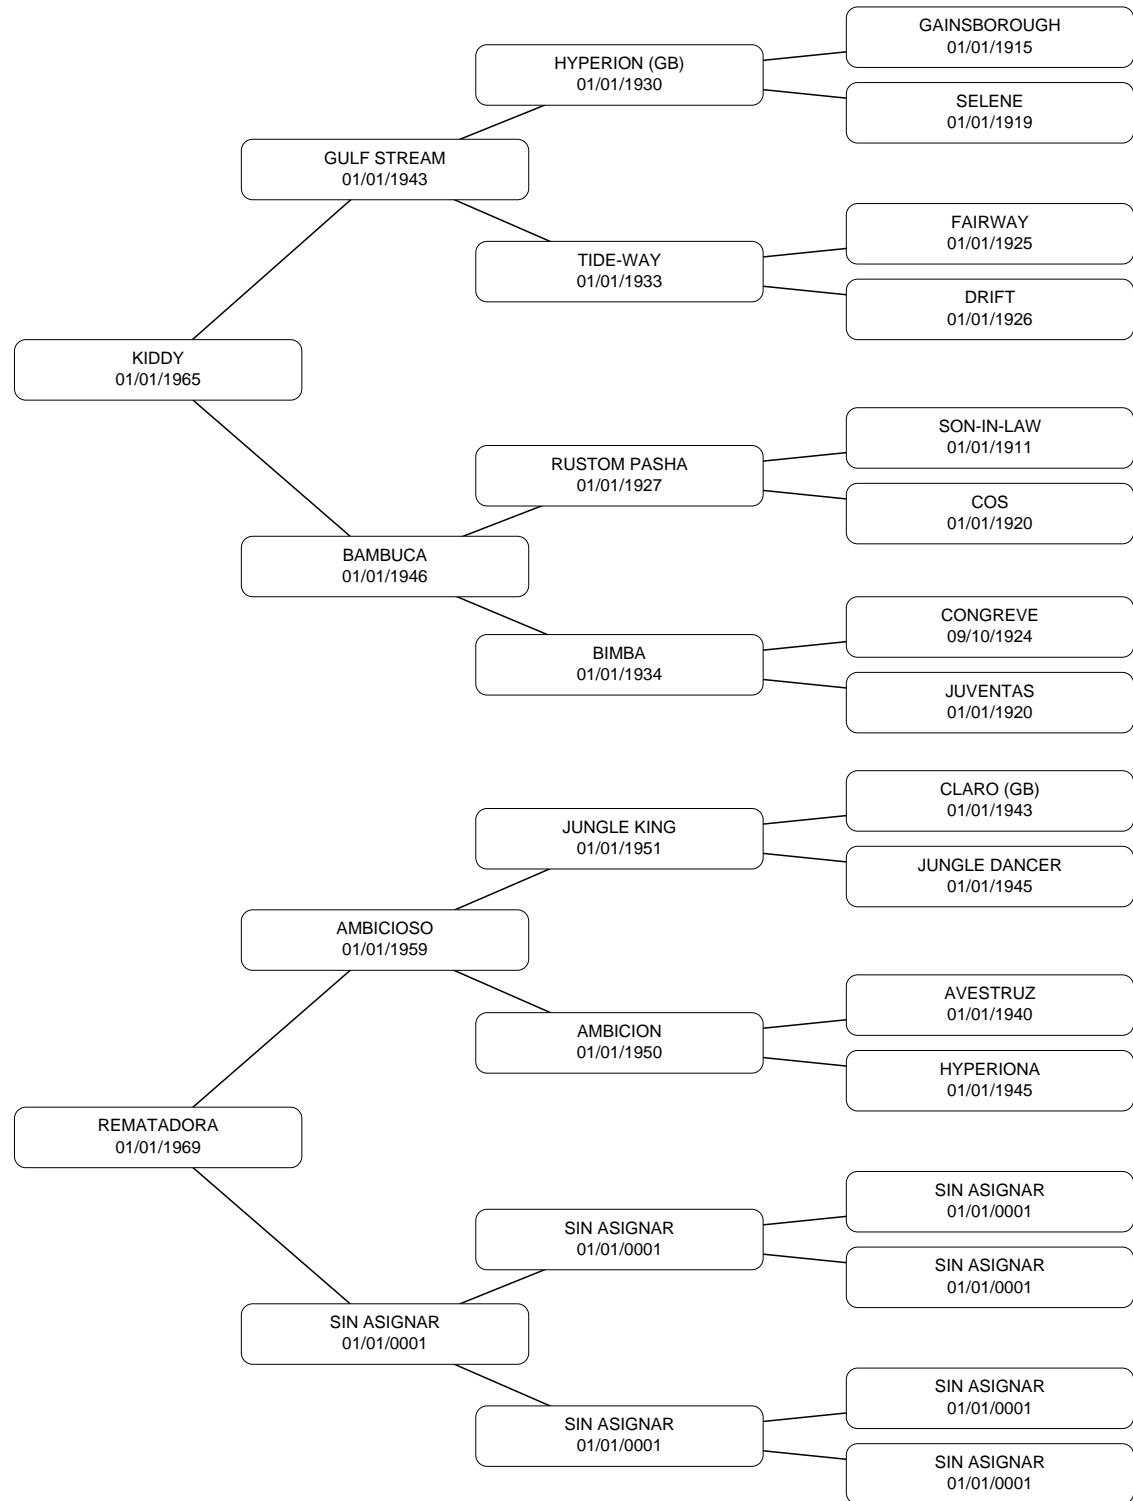 GAINSBOROUGH
01/01/1915
HYPERION (GB)
01/01/1930
SELENE
01/01/1919
GULF STREAM
01/01/1943
FAIRWAY
01/01/1925
TIDE-WAY
01/01/1933
DRIFT
01/01/1926
KIDDY
01/01/1965
SON-IN-LAW
01/01/1911
RUSTOM PASHA
01/01/1927
COS
01/01/1920
BAMBUCA
01/01/1946
CONGREVE
09/10/1924
BIMBA
01/01/1934
JUVENTAS
01/01/1920
CLARO (GB)
01/01/1943
JUNGLE KING
01/01/1951
JUNGLE DANCER
01/01/1945
AMBICIOSO
01/01/1959
AVESTRUZ
01/01/1940
AMBICION
01/01/1950
HYPERIONA
01/01/1945
REMATADORA
01/01/1969
SIN ASIGNAR
01/01/0001
SIN ASIGNAR
01/01/0001
SIN ASIGNAR
01/01/0001
SIN ASIGNAR
01/01/0001
SIN ASIGNAR
01/01/0001
SIN ASIGNAR
01/01/0001
SIN ASIGNAR
01/01/0001